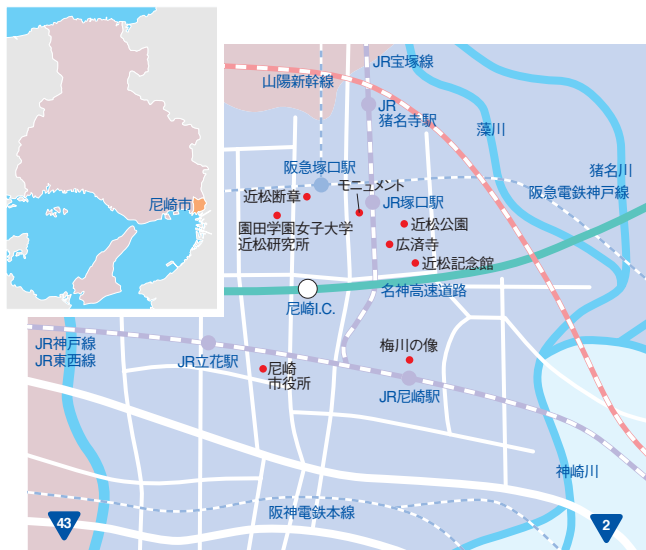 尼崎市
山陽新幹線
JR宝塚線
JR
猪名寺駅
藻川
猪名川
阪急塚口駅
モニュメント
阪急電鉄神戸線
近松断章
JR塚口駅
園田学園女子大学
近松研究所
近松公園
広済寺
近松記念館
名神高速道路
尼崎I.C.
JR神戸線
JR東西線
JR立花駅
梅川の像
尼崎
市役所
JR尼崎駅
神崎川
阪神電鉄本線
43
2